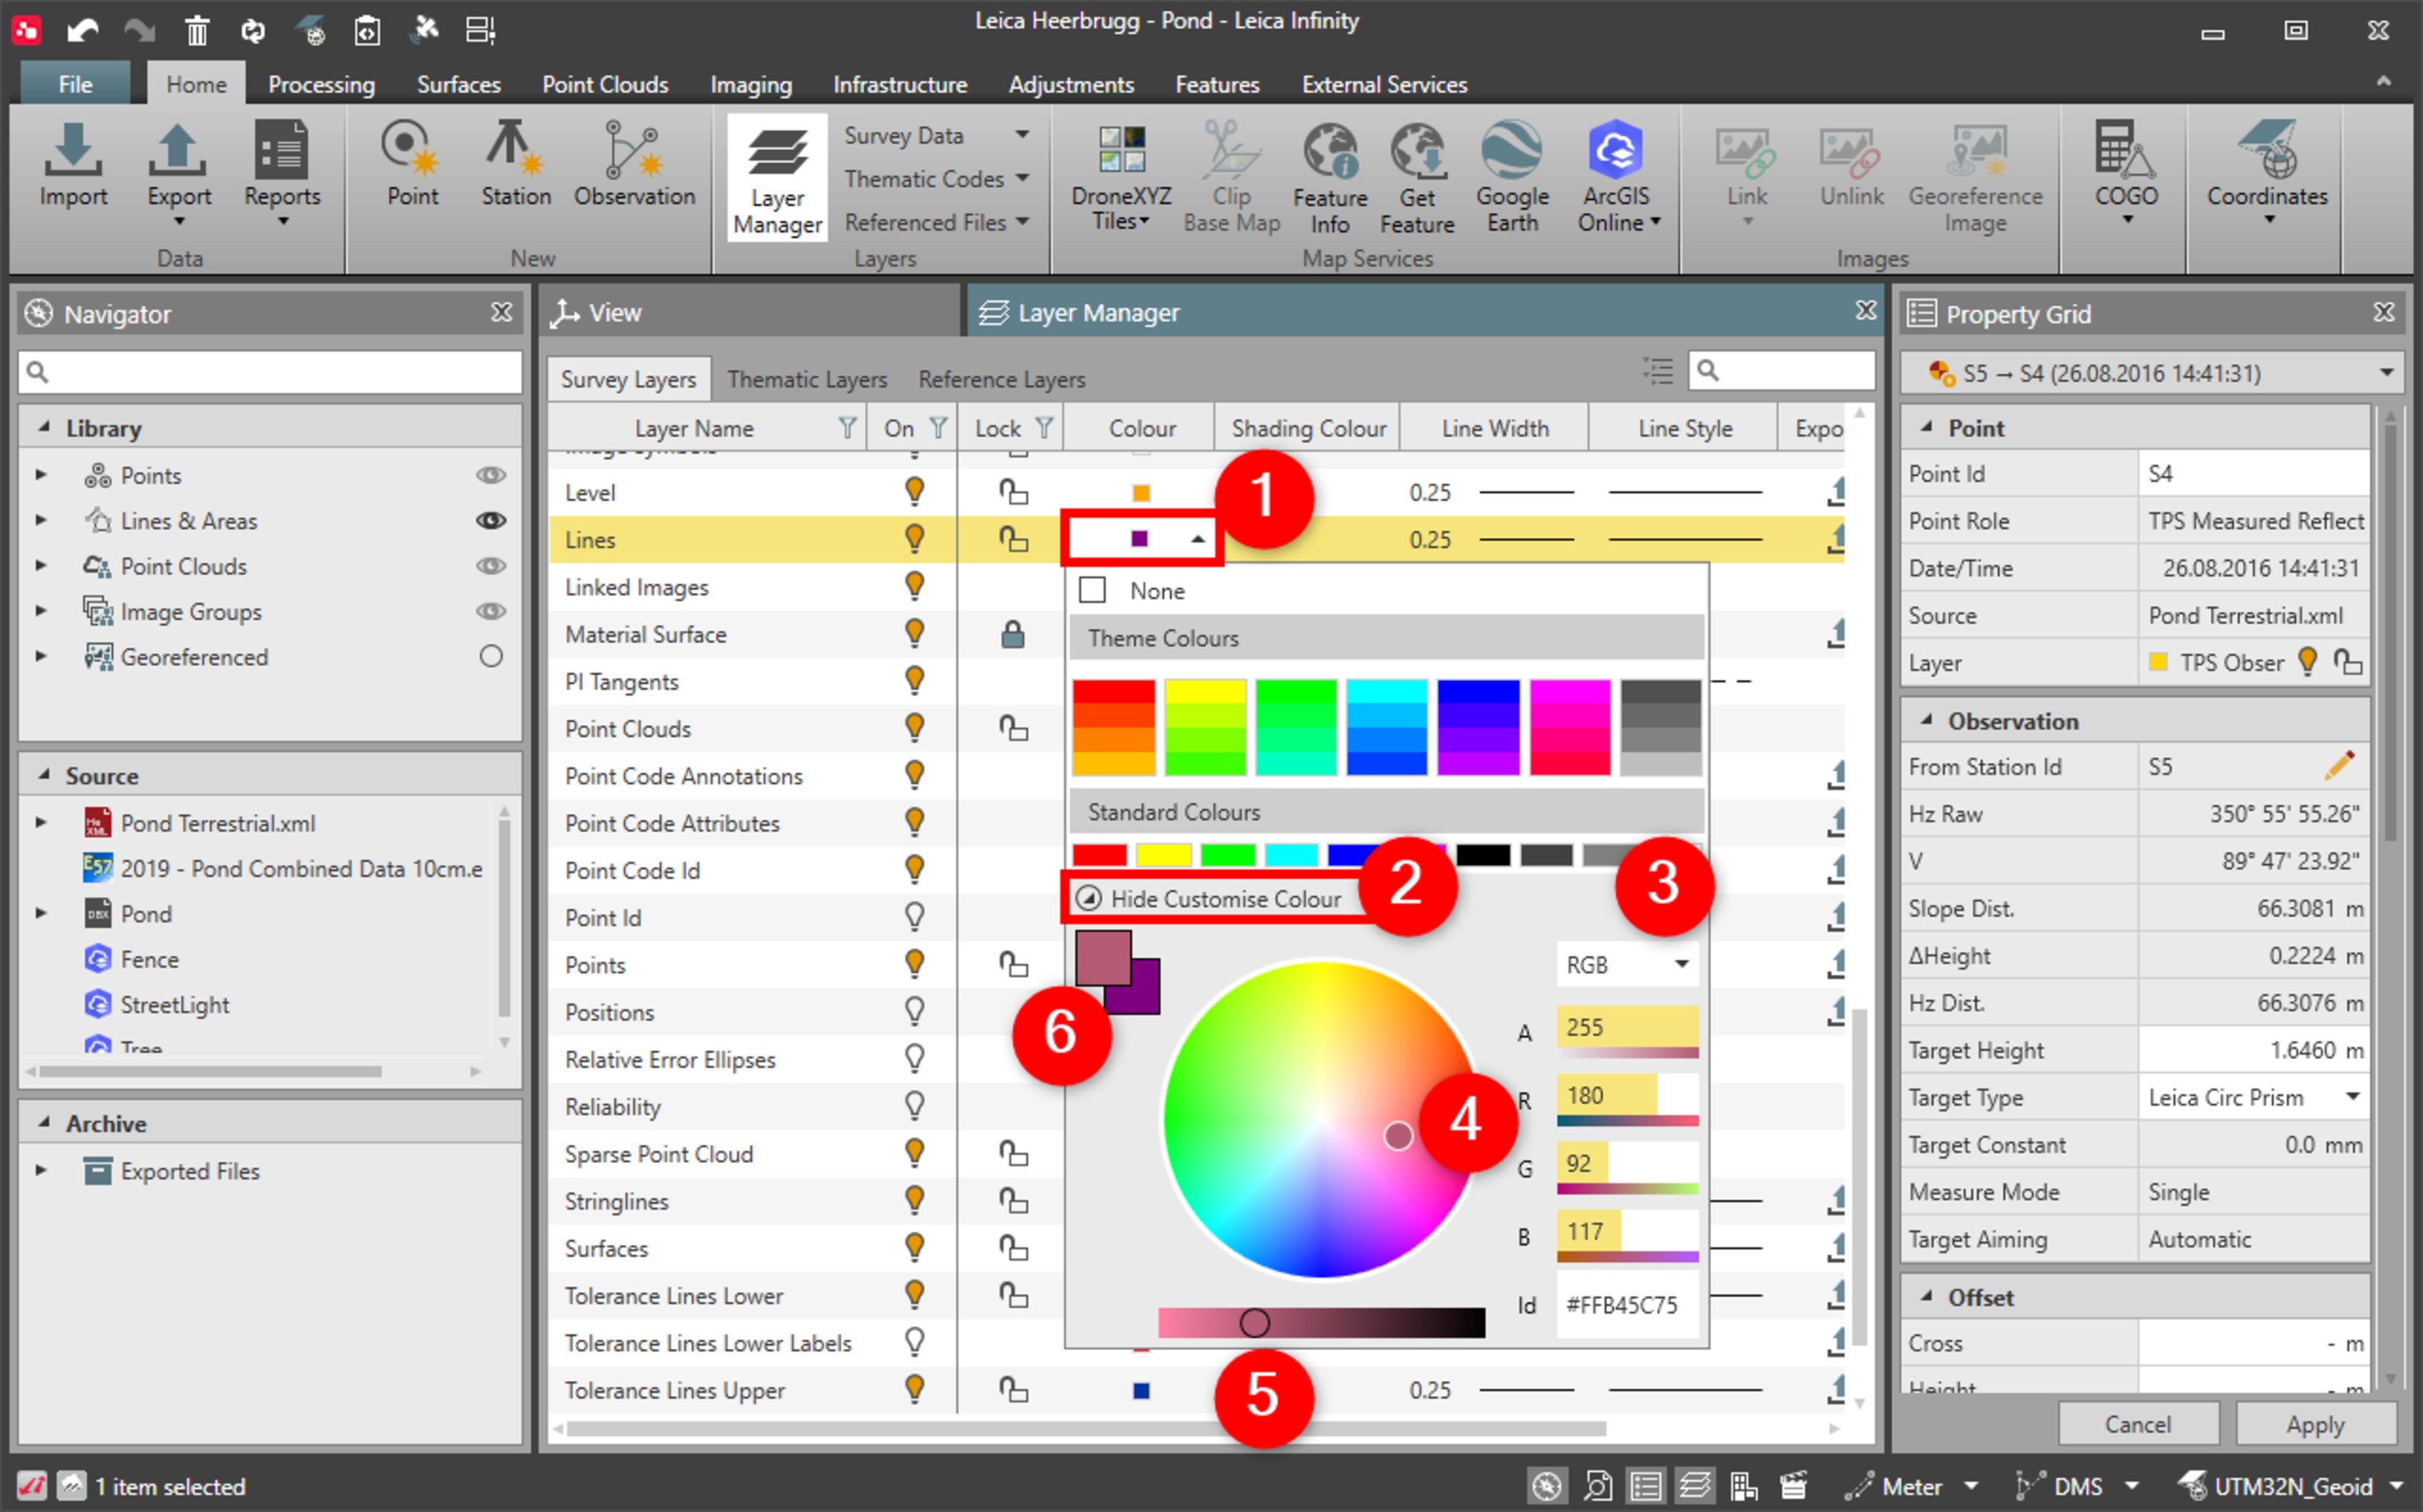 Leica Heerbrugg - Pond - Leica Infinity
File Home Processing Surfaces Point Clouds Imaging Infrastructure Adjustments Features External Services
Import Export Reports
Data
Point Station Observation
New
Layer Manager
Survey Data
Thematic Codes
Referenced Files
Layers
DroneXYZ Tiles
Clip Base Map
Feature Info
Get Feature
Google Earth
ArcGIS Online
Map Services
Link
Unlink
Georeference Image
Images
COGO
Coordinates
Navigator
Library
Points
Lines & Areas
Point Clouds
Image Groups
Georeferenced
Source
Pond Terrestrial.xml
E57 2019 - Pond Combined Data 10cm.e
DBX Pond
Fence
StreetLight
Tree
Archive
Exported Files
View
Layer Manager
Survey Layers Thematic Layers Reference Layers
Layer Name On Lock Colour Shading Colour Line Width Line Style Expo
Image Symbols
Level 0.25
Lines 0.25
Linked Images
Material Surface
PI Tangents
Point Clouds
Point Code Annotations
Point Code Attributes
Point Code Id
Point Id
Points
Positions
Relative Error Ellipses
Reliability
Sparse Point Cloud
Stringlines
Surfaces
Tolerance Lines Lower
Tolerance Lines Lower Labels
Tolerance Lines Upper 0.25
1
None
Theme Colours
Standard Colours
2
3
Hide Customise Colour
6
4
5
RGB
A 255
R 180
G 92
B 117
Id #FFB45C75
Property Grid
S5 → S4 (26.08.2016 14:41:31)
Point
Point Id S4
Point Role TPS Measured Reflect
Date/Time 26.08.2016 14:41:31
Source Pond Terrestrial.xml
Layer TPS Obser
Observation
From Station Id S5
Hz Raw 350° 55' 55.26"
V 89° 47' 23.92"
Slope Dist. 66.3081 m
ΔHeight 0.2224 m
Hz Dist. 66.3076 m
Target Height 1.6460 m
Target Type Leica Circ Prism
Target Constant 0.0 mm
Measure Mode Single
Target Aiming Automatic
Offset
Cross - m
Height - m
Cancel Apply
1 item selected
Meter DMS UTM32N_Geoid